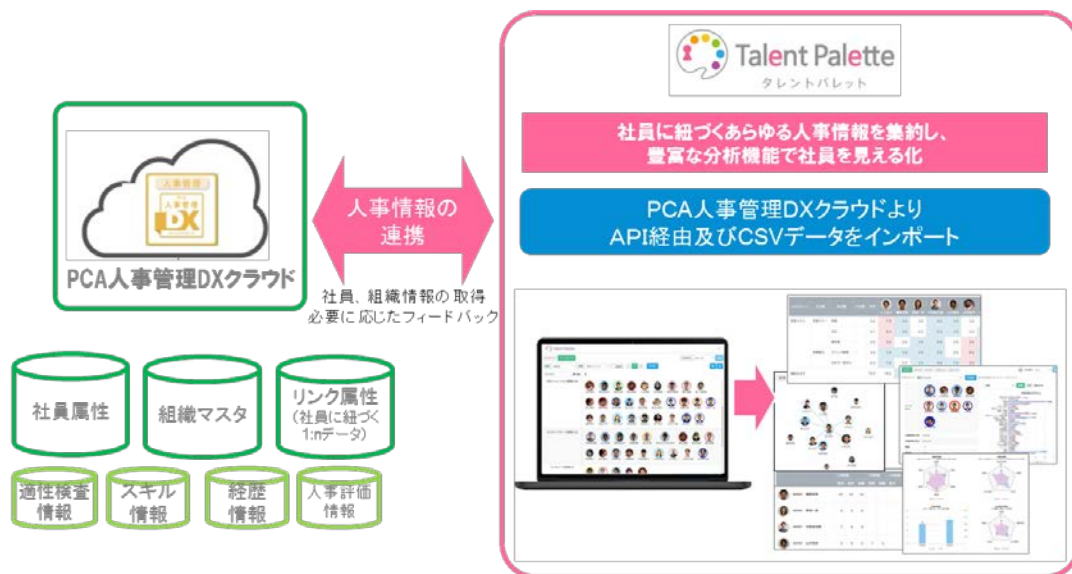 人事管理
人事管理
DX
PCA人事管理DXクラウド
人事情報の
連携
社員、組織情報の取得
必要に応じたフィードバック
社員属性
組織マスタ
リンク属性
(社員に紐づく
1:nデータ)
適性検査
情報
スキル
情報
経歴
情報
人事評価
情報
Talent Palette
タレントパレット
社員に紐づくあらゆる人事情報を集約し、
豊富な分析機能で社員を見える化
PCA人事管理DXクラウドより
API経由及びCSVデータをインポート
Talent Palette